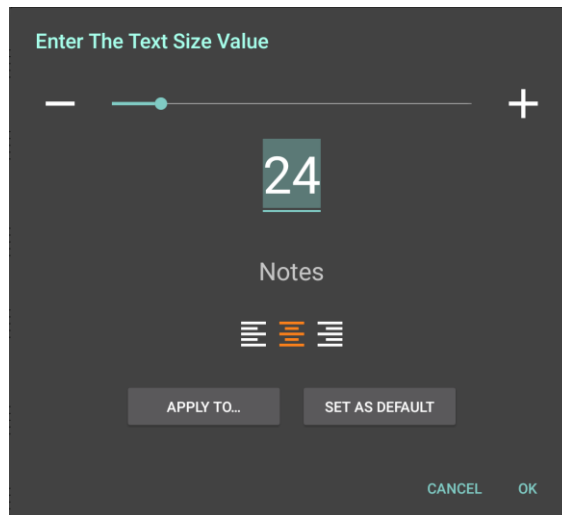 Enter The Text Size Value
24
Notes
APPLY TO...
SET AS DEFAULT
CANCEL
OK